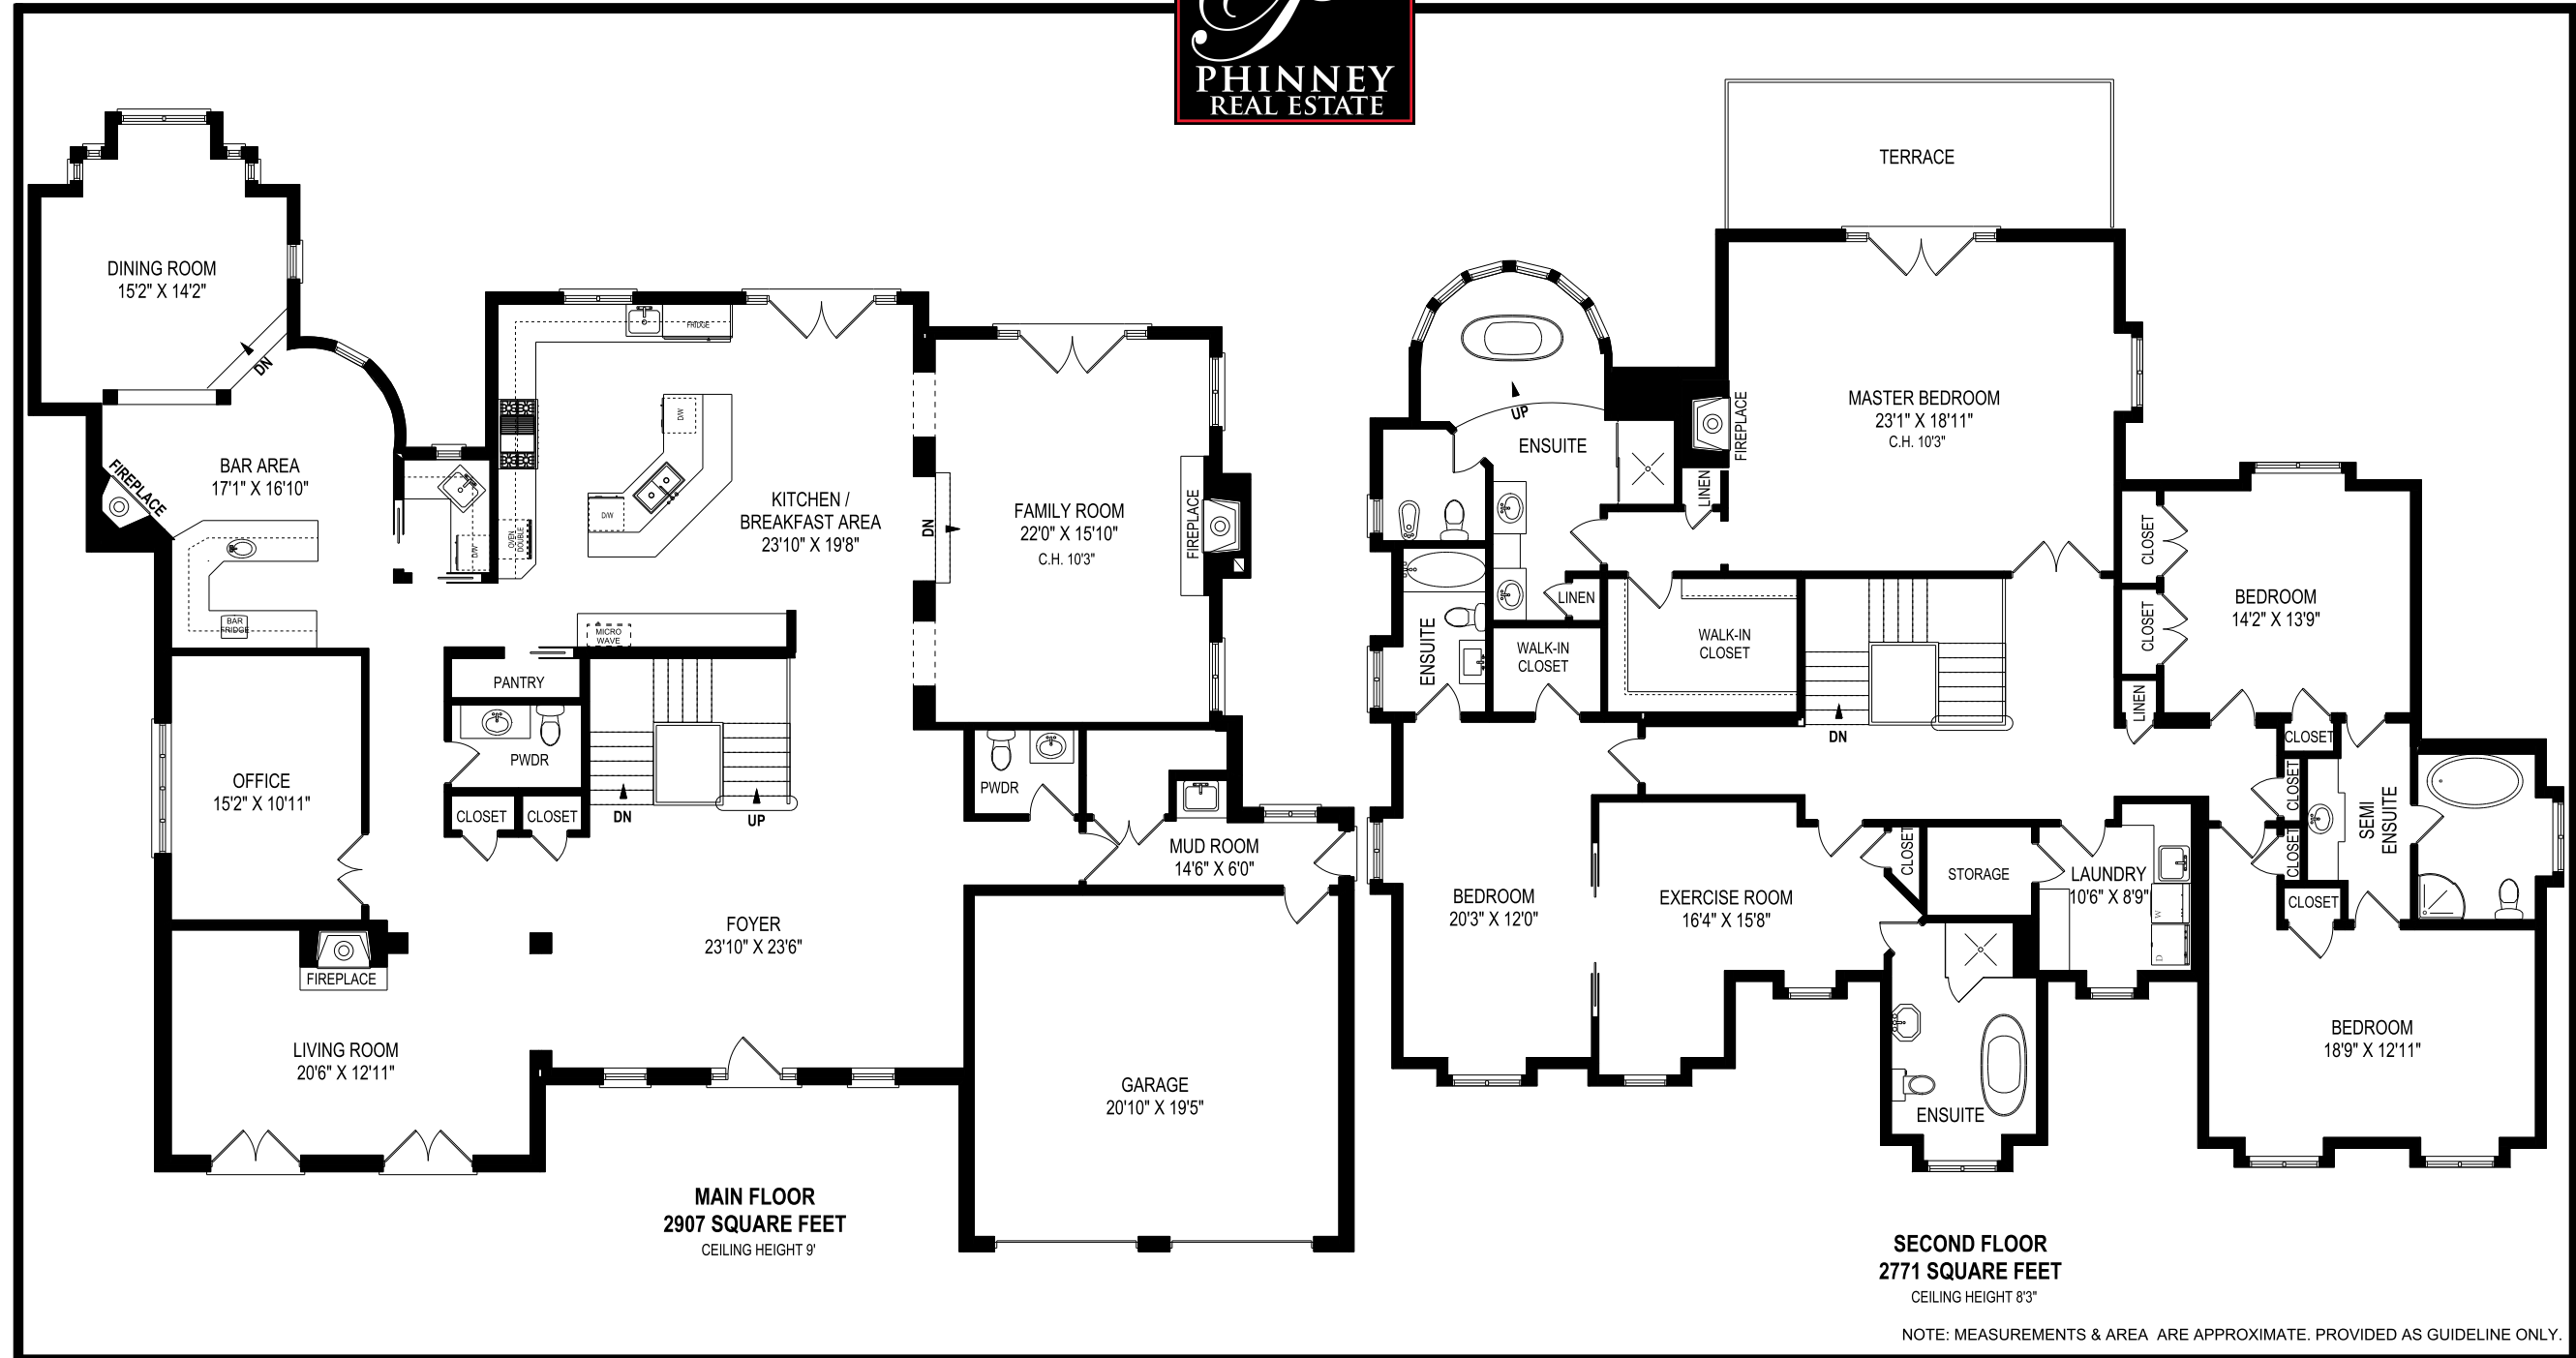 PHINNEY
REAL ESTATE
DINING ROOM
15'2" X 14'2"
DN
BAR AREA
17'1" X 16'10"
FIREPLACE
BAR
FRIDGE
D/W
FRIDGE
D/W
D/W
OVEN
DOUBLE
KITCHEN /
BREAKFAST AREA
23'10" X 19'8"
MICRO
WAVE
DN
FAMILY ROOM
22'0" X 15'10"
C.H. 10'3"
FIREPLACE
PANTRY
PWDR
CLOSET
CLOSET
DN
UP
OFFICE
15'2" X 10'11"
PWDR
MUD ROOM
14'6" X 6'0"
FOYER
23'10" X 23'6"
FIREPLACE
LIVING ROOM
20'6" X 12'11"
GARAGE
20'10" X 19'5"
MAIN FLOOR
2907 SQUARE FEET
CEILING HEIGHT 9'
TERRACE
MASTER BEDROOM
23'1" X 18'11"
C.H. 10'3"
FIREPLACE
UP
ENSUITE
LINEN
LINEN
ENSUITE
WALK-IN
CLOSET
WALK-IN
CLOSET
DN
CLOSET
CLOSET
LINEN
BEDROOM
14'2" X 13'9"
CLOSET
CLOSET
CLOSET
CLOSET
SEMI
ENSUITE
BEDROOM
20'3" X 12'0"
EXERCISE ROOM
16'4" X 15'8"
CLOSET
STORAGE
LAUNDRY
10'6" X 8'9"
W
D
ENSUITE
BEDROOM
18'9" X 12'11"
SECOND FLOOR
2771 SQUARE FEET
CEILING HEIGHT 8'3"
NOTE: MEASUREMENTS & AREA ARE APPROXIMATE. PROVIDED AS GUIDELINE ONLY.